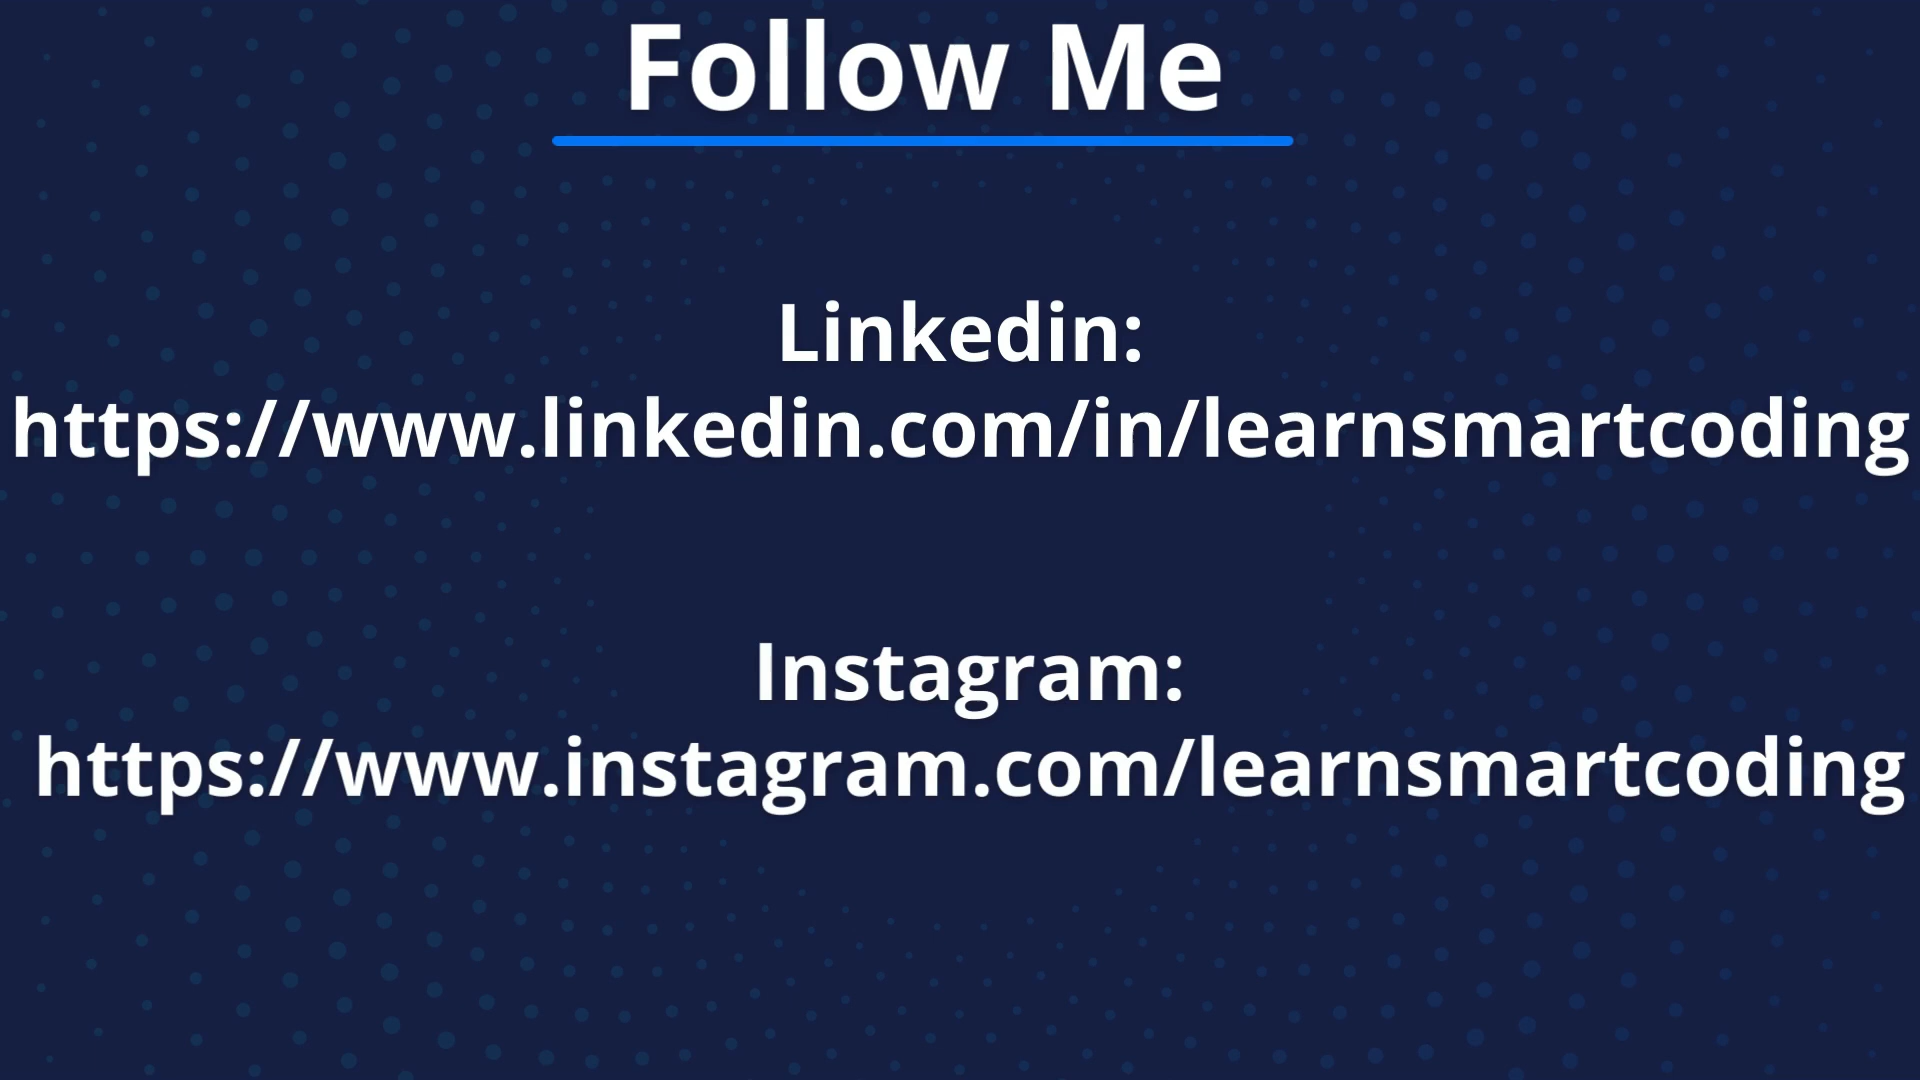 Follow Me
Linkedin:
https://www.linkedin.com/in/learnsmartcoding
Instagram:
https://www.instagram.com/learnsmartcoding